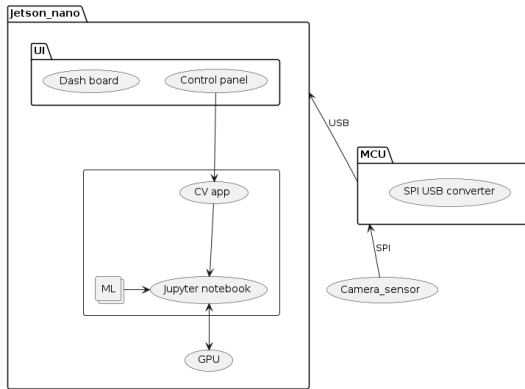 Jetson_nano
UI
Dash board
Control panel
USB
MCU
CV app
SPI USB converter
SPI
ML
Jupyter notebook
Camera_sensor
GPU